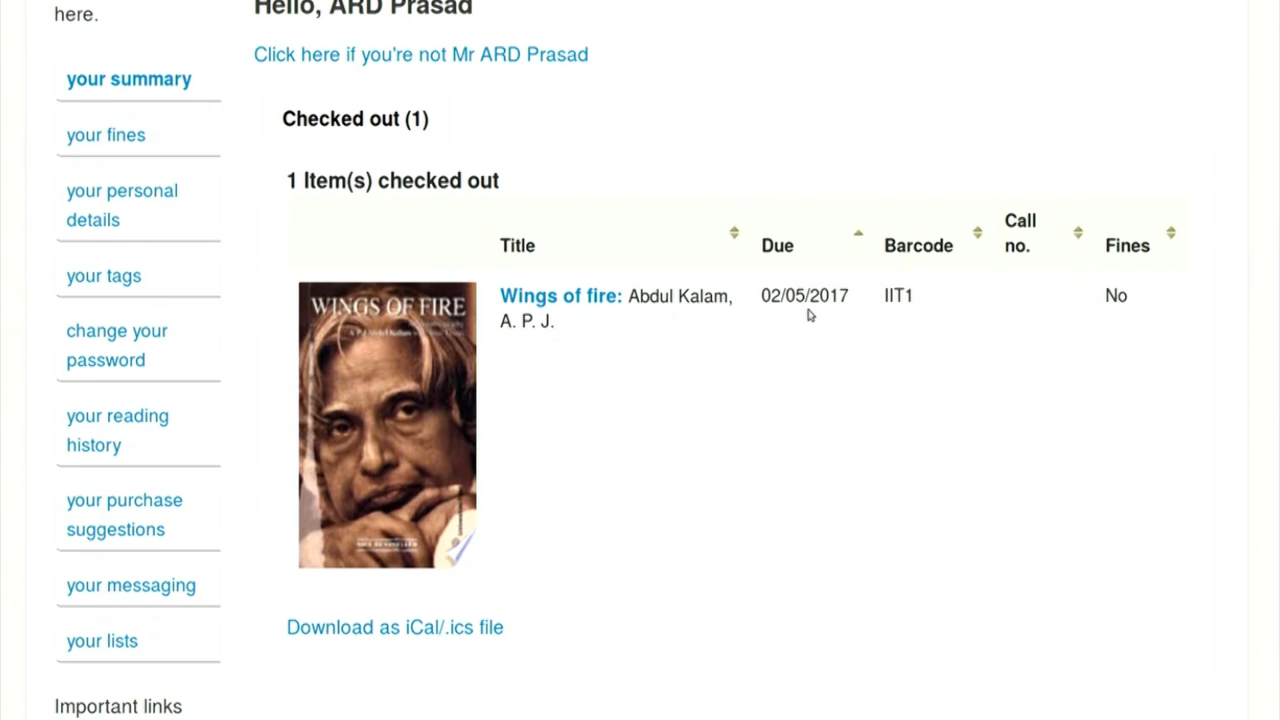 here.
Hello, ARD Prasad
Click here if you're not Mr ARD Prasad
your summary
your fines
your personal
details
your tags
change your
password
your reading
history
your purchase
suggestions
your messaging
your lists
Important links
Checked out (1)
1 Item(s) checked out
Title
Due
Barcode
Call
no.
Fines
WINGS OF FIRE
Wings of fire: Abdul Kalam,
A. P. J.
02/05/2017
IIT1
No
Download as iCal/.ics file